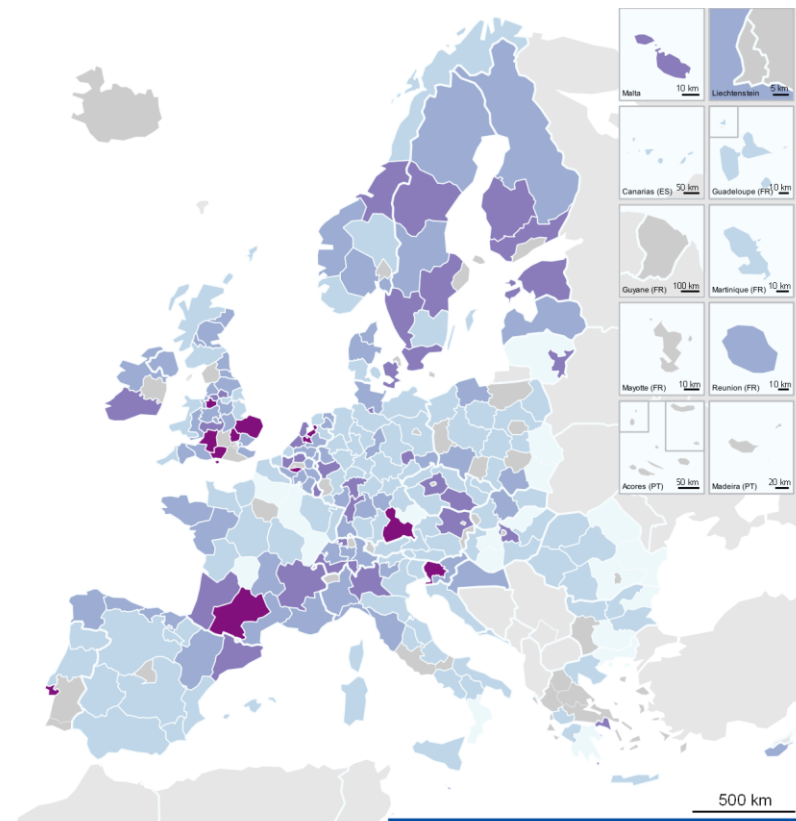 Malta 10 km
Liechtenstein 5 km
Canarias (ES) 50 km
Guadeloupe (FR) 10 km
Guyane (FR) 100 km
Martinique (FR) 10 km
Mayotte (FR) 10 km
Reunion (FR) 10 km
Acores (PT) 50 km
Madeira (PT) 20 km
500 km